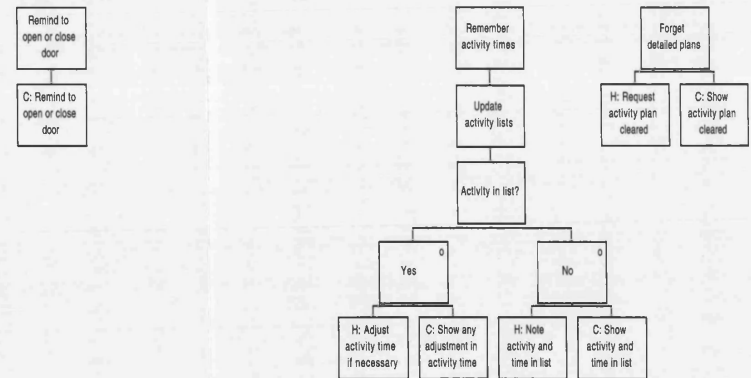 Remind to
open or close
door
C: Remind to
open or close
door
Remember
activity times
Update
activity lists
Activity in list?
Yes
o
No
o
H: Adjust
activity time
if necessary
C: Show any
adjustment in
activity time
H: Note
activity and
time in list
C: Show
activity and
time in list
Forget
detailed plans
H: Request
activity plan
cleared
C: Show
activity plan
cleared